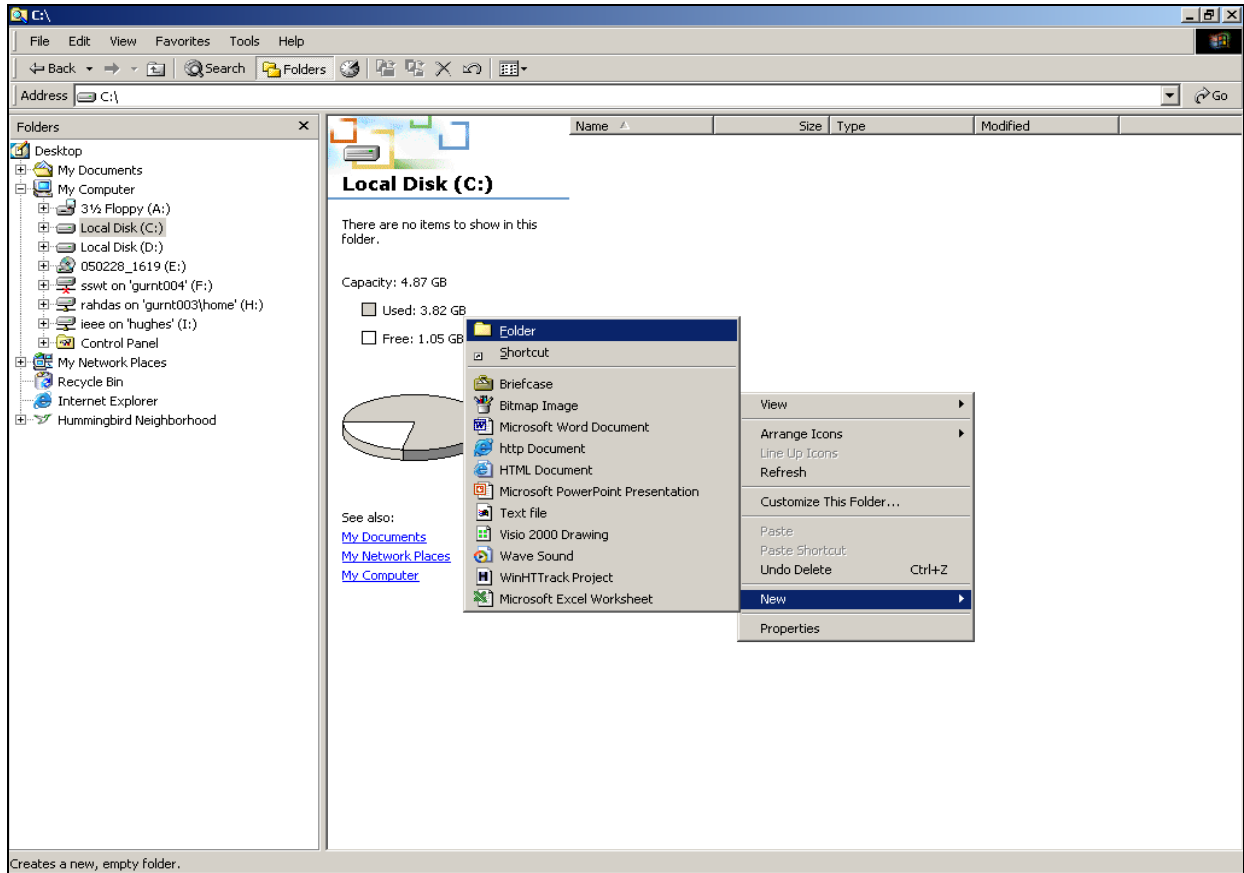 C:\
File Edit View Favorites Tools Help
Back Search Folders
Address C:\ Go
Folders
Desktop
My Documents
My Computer
3½ Floppy (A:)
Local Disk (C:)
Local Disk (D:)
050228_1619 (E:)
sswt on 'gurnt004' (F:)
rahdas on 'gurnt003\home' (H:)
ieee on 'hughes' (I:)
Control Panel
My Network Places
Recycle Bin
Internet Explorer
Hummingbird Neighborhood
Name Size Type Modified
Local Disk (C:)
There are no items to show in this
folder.
Capacity: 4.87 GB
Used: 3.82 GB
Free: 1.05 GB
See also:
My Documents
My Network Places
My Computer
Folder
Shortcut
Briefcase
Bitmap Image
Microsoft Word Document
http Document
HTML Document
Microsoft PowerPoint Presentation
Text file
Visio 2000 Drawing
Wave Sound
WinHTTrack Project
Microsoft Excel Worksheet
View
Arrange Icons
Line Up Icons
Refresh
Customize This Folder...
Paste
Paste Shortcut
Undo Delete Ctrl+Z
New
Properties
Creates a new, empty folder.